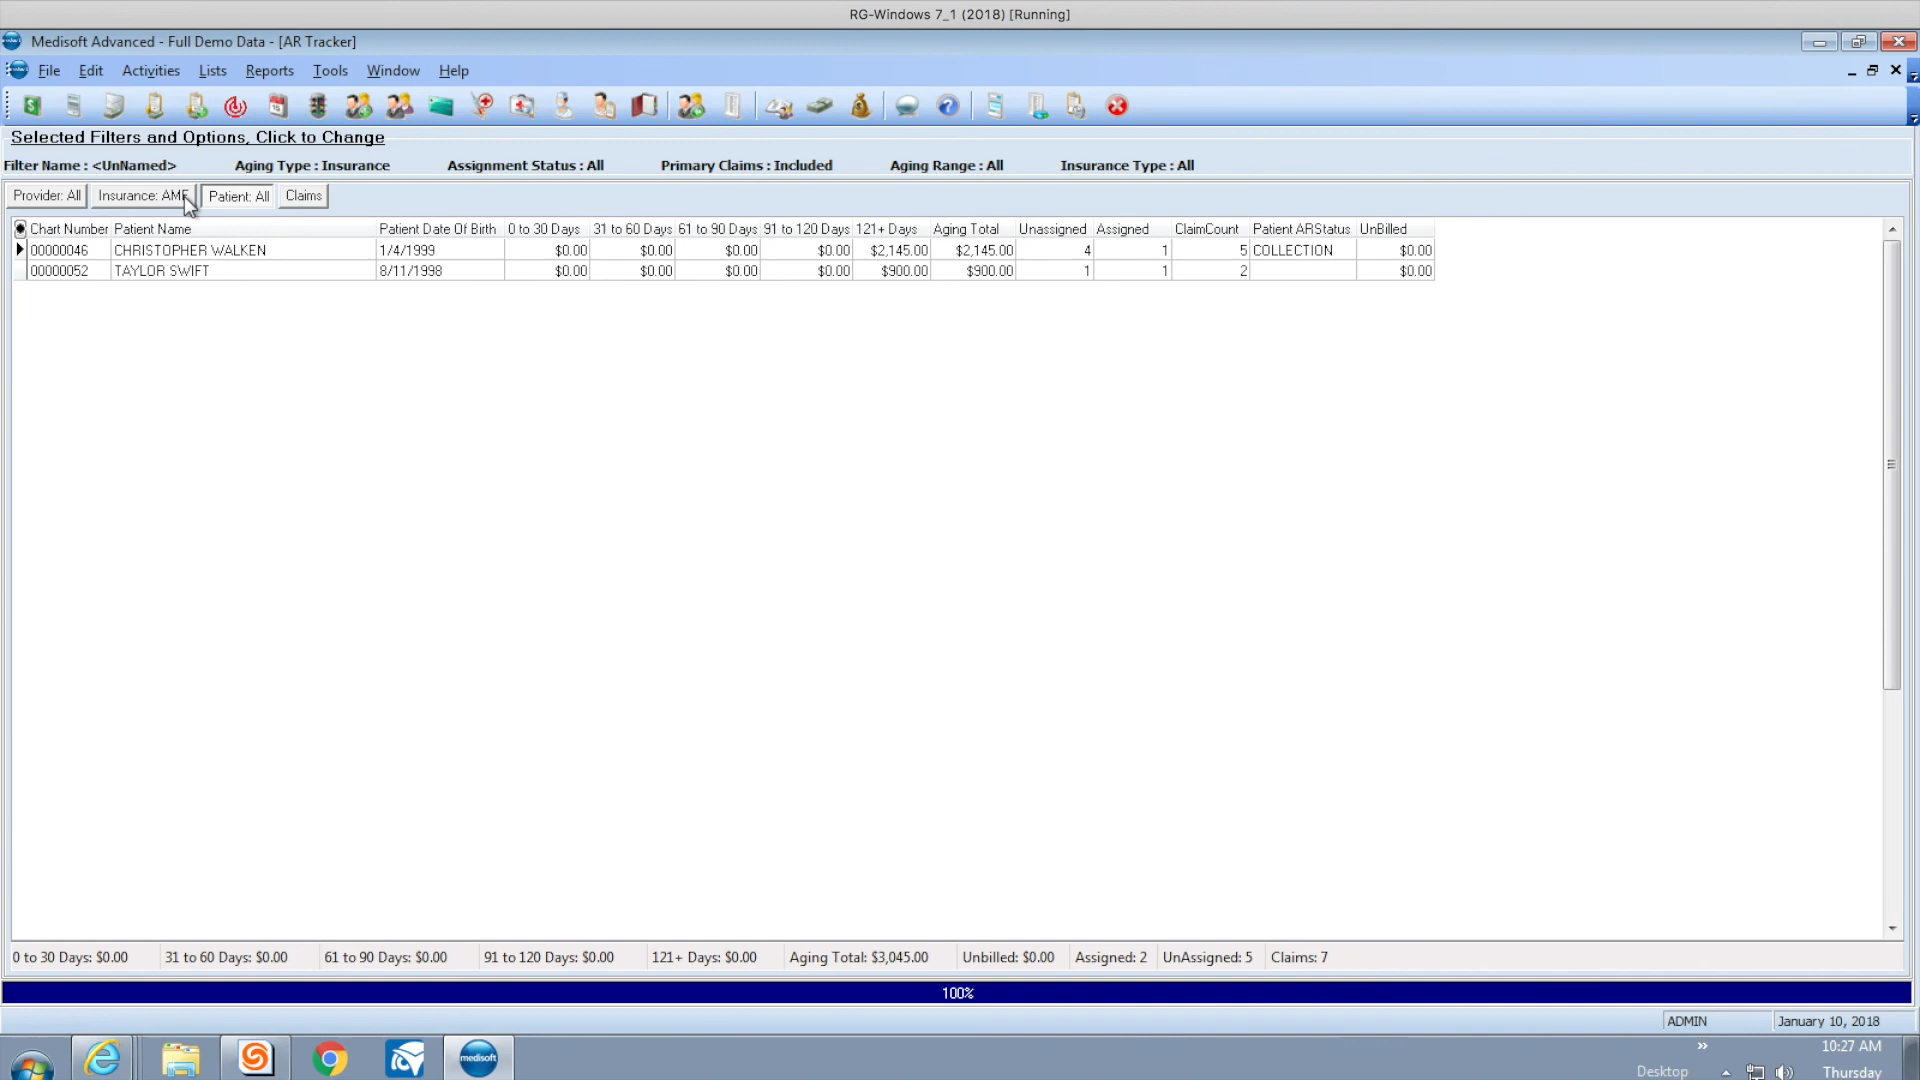 RG-Windows 7_1 (2018) [Running]
Medisoft Advanced - Full Demo Data - [AR Tracker]
File Edit Activities Lists Reports Tools Window Help
Selected Filters and Options, Click to Change
Filter Name : <UnNamed> Aging Type : Insurance Assignment Status : All Primary Claims : Included Aging Range : All Insurance Type : All
Provider: All Insurance: Patient: All Claims
Chart Number Patient Name Patient Date Of Birth 0 to 30 Days 31 to 60 Days 61 to 90 Days 91 to 120 Days 121+ Days Aging Total Unassigned Assigned ClaimCount Patient ARStatus UnBilled
00000046 CHRISTOPHER WALKEN 1/4/1999 $0.00 $0.00 $0.00 $0.00 $2,145.00 $2,145.00 4 1 5 COLLECTION $0.00
00000052 TAYLOR SWIFT 8/11/1998 $0.00 $0.00 $0.00 $0.00 $900.00 $900.00 1 1 2 $0.00
0 to 30 Days: $0.00 31 to 60 Days: $0.00 61 to 90 Days: $0.00 91 to 120 Days: $0.00 121+ Days: $0.00 Aging Total: $3,045.00 Unbilled: $0.00 Assigned: 2 UnAssigned: 5 Claims: 7
100%
ADMIN January 10, 2018
medisoft
10:27 AM
Desktop Thursday